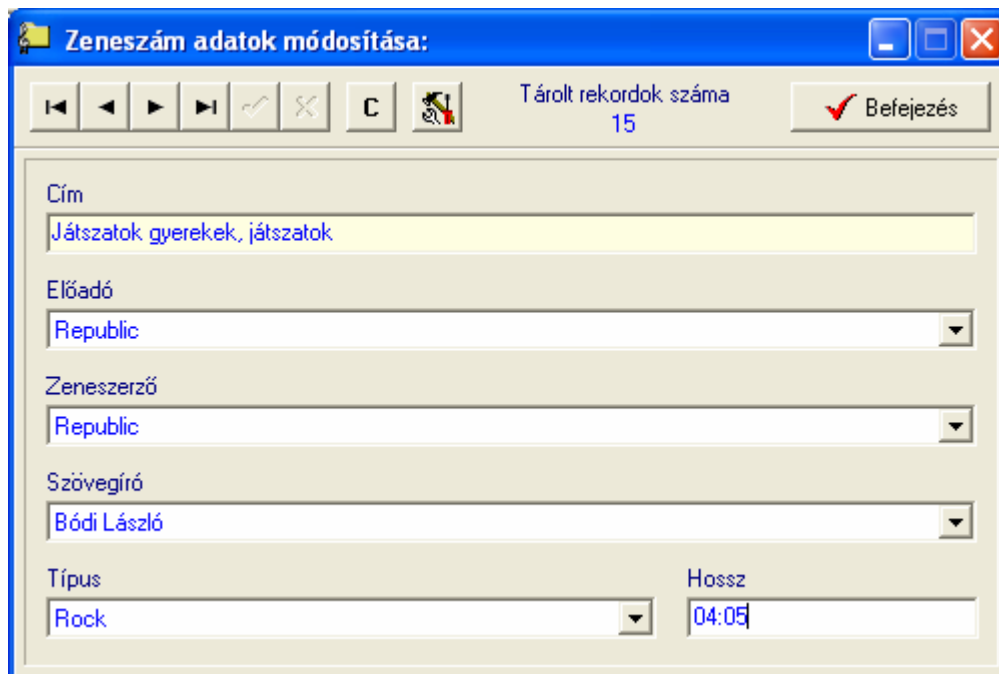 Zeneszám adatok módosítása:
C
Tárolt rekordok száma
15
Befejezés
Cím
Játszatok gyerekek, játszatok
Előadó
Republic
Zeneszerző
Republic
Szövegíró
Bódi László
Típus
Hossz
Rock
04:05